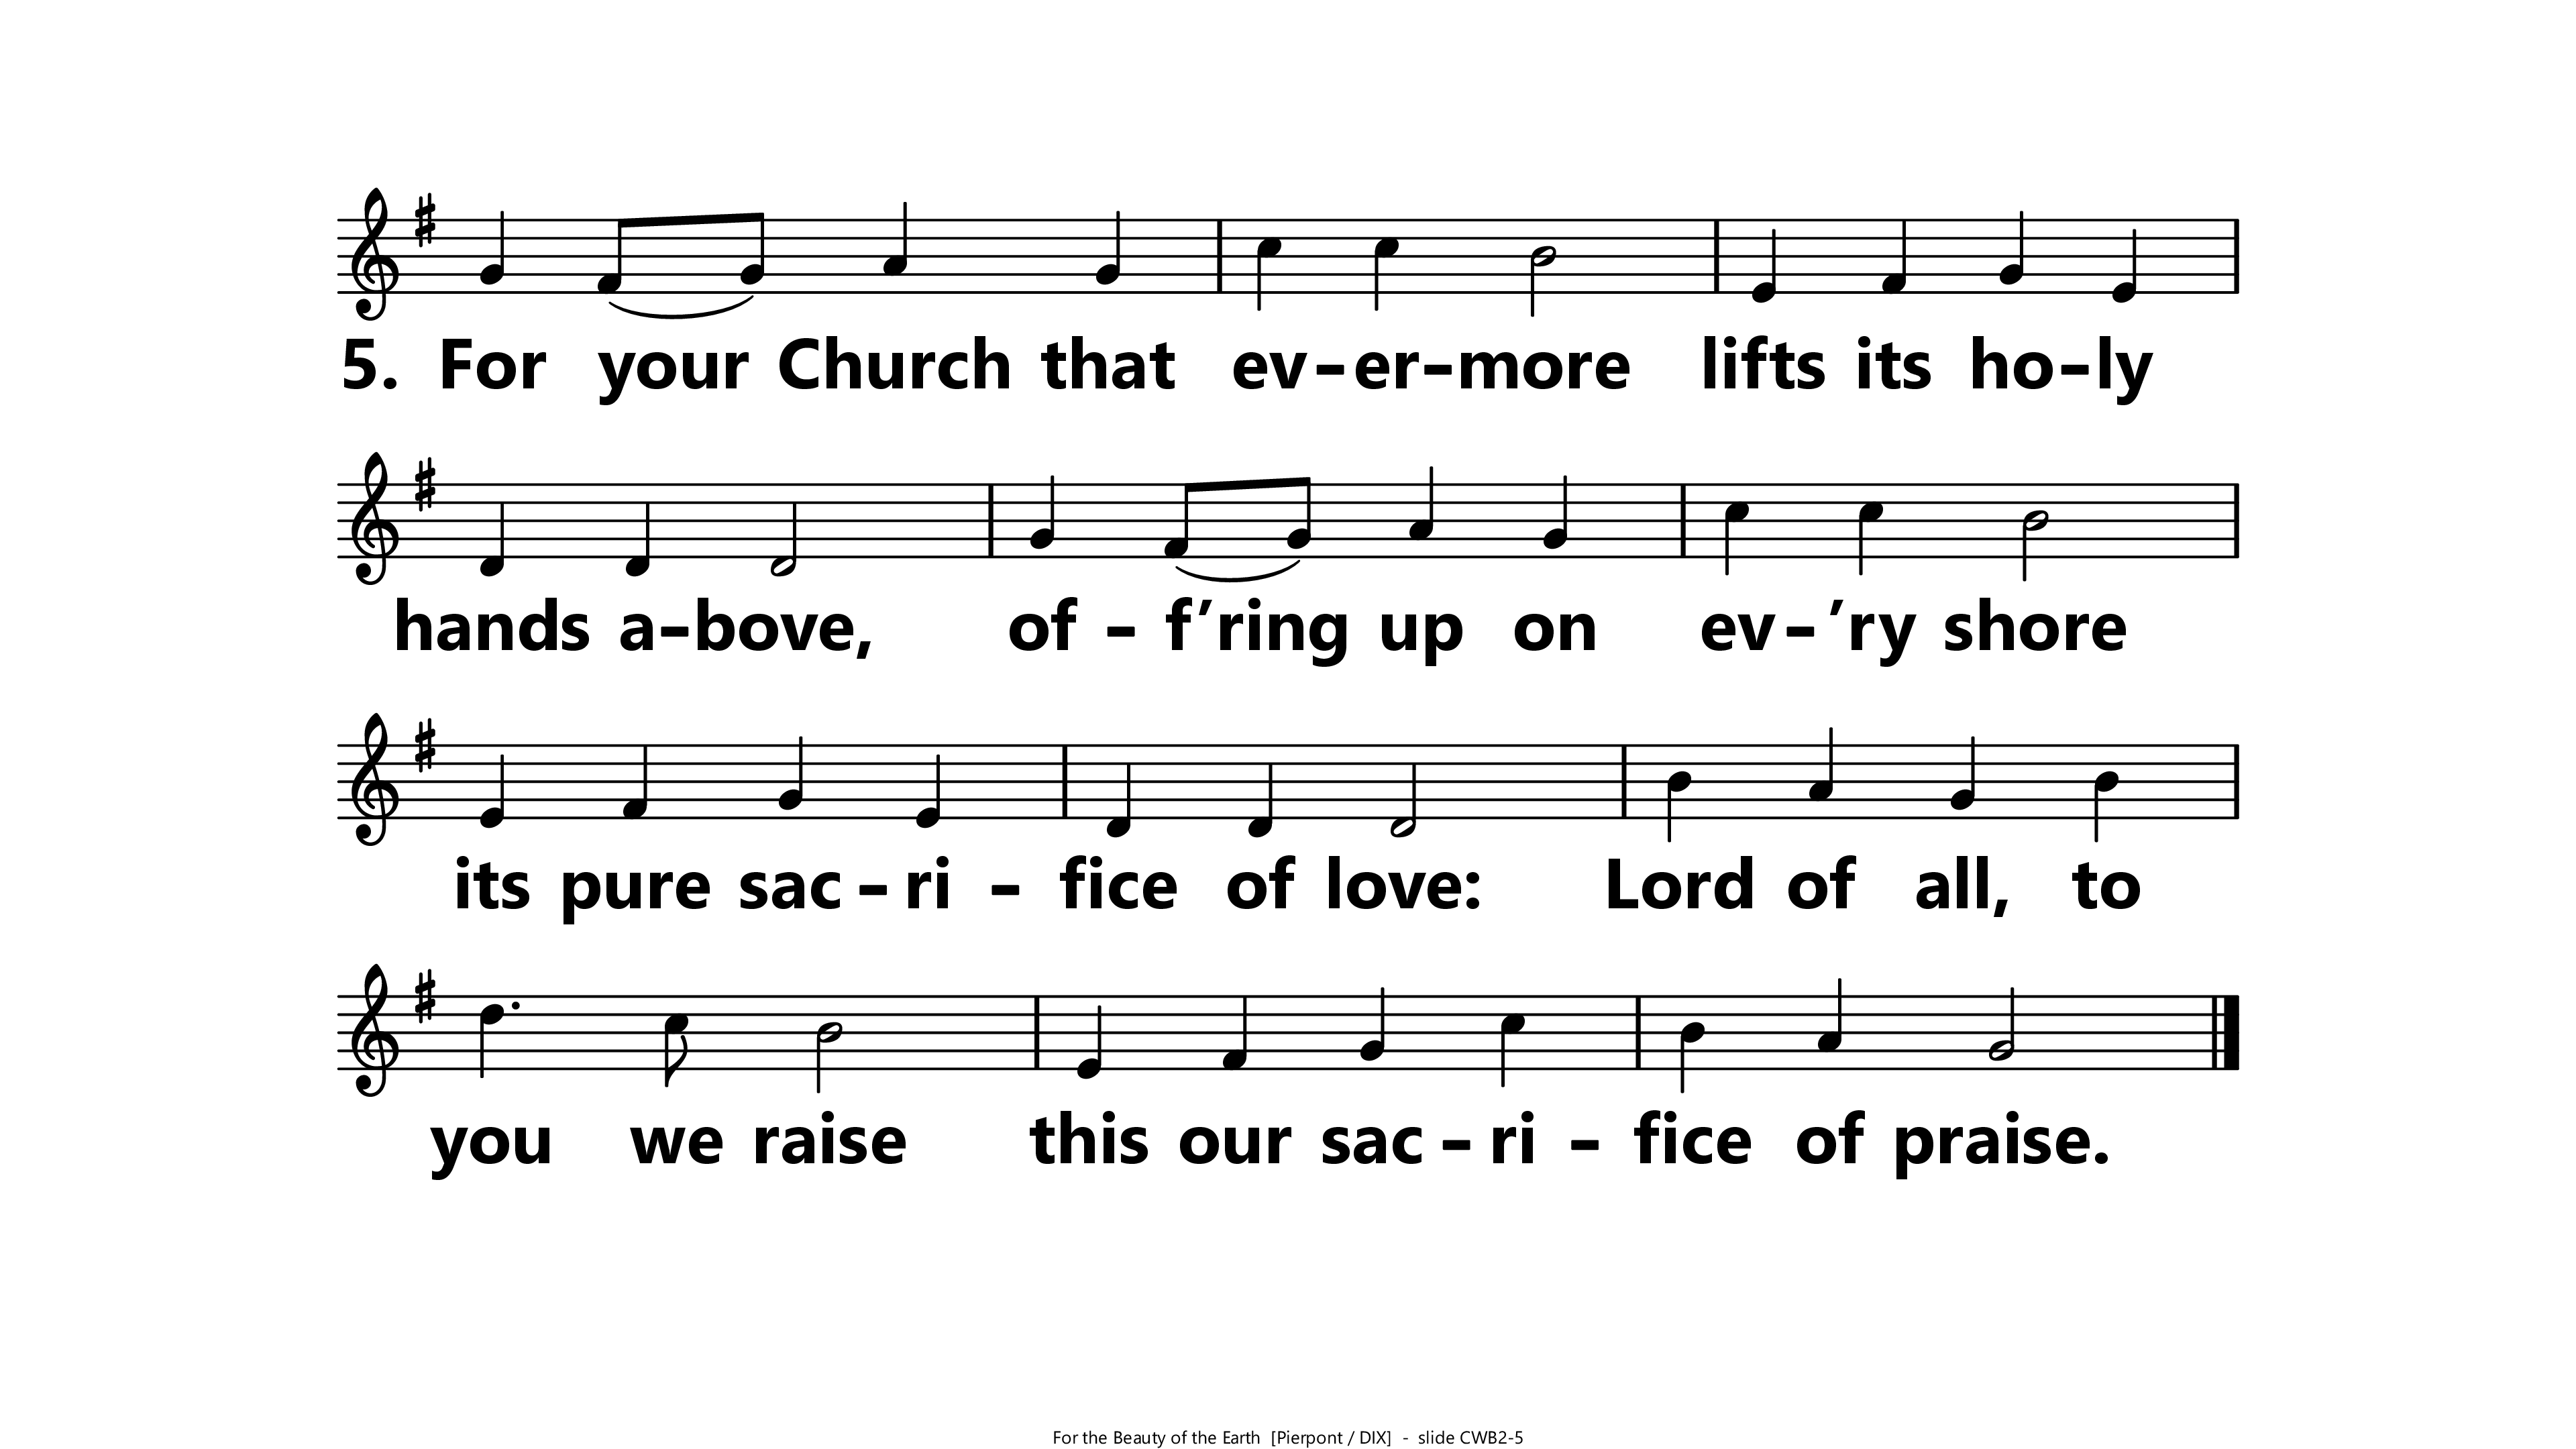 5. For your Church that ev-er-more lifts its ho-ly
hands a-bove, of - f’ring up on ev-’ry shore
its pure sac-ri - fice of love: Lord of all, to
you we raise this our sac-ri - fice of praise.
For the Beauty of the Earth [Pierpont / DIX] - slide CWB2-5